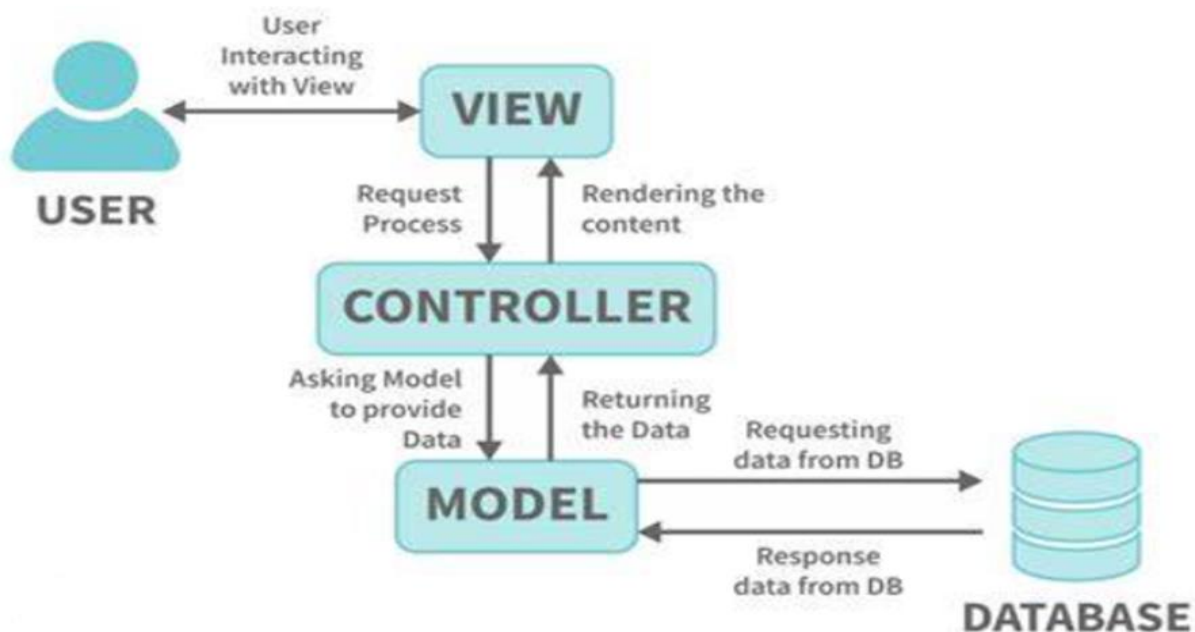 User
Interacting
with View
VIEW
USER
Request
Process
Rendering the
content
CONTROLLER
Asking Model
to provide
Data
Returning
the Data
Requesting
data from DB
MODEL
Response
data from DB
DATABASE